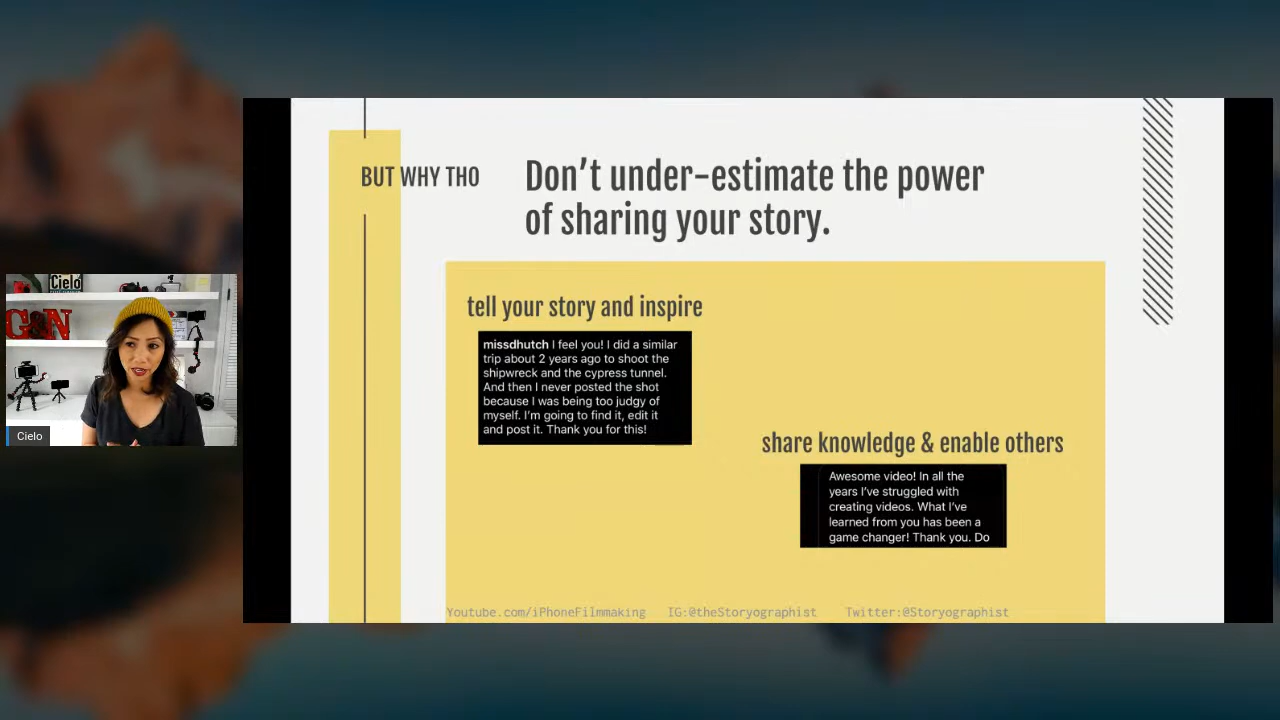 BUT WHY THO
Don't under-estimate the power
of sharing your story.
tell your story and inspire
missdhutch I feel you! I did a similar
trip about 2 years ago to shoot the
shipwreck and the cypress tunnel.
And then I never posted the shot
because I was being too judgy of
myself. I'm going to find it, edit it
and post it. Thank you for this!
share knowledge & enable others
Awesome video! In all the
years I've struggled with
creating videos. What I've
learned from you has been a
game changer! Thank you. Do
Youtube.com/iPhoneFilmmaking IG:@theStoryographist Twitter:@Storyographist
Cielo
G&N
Cielo